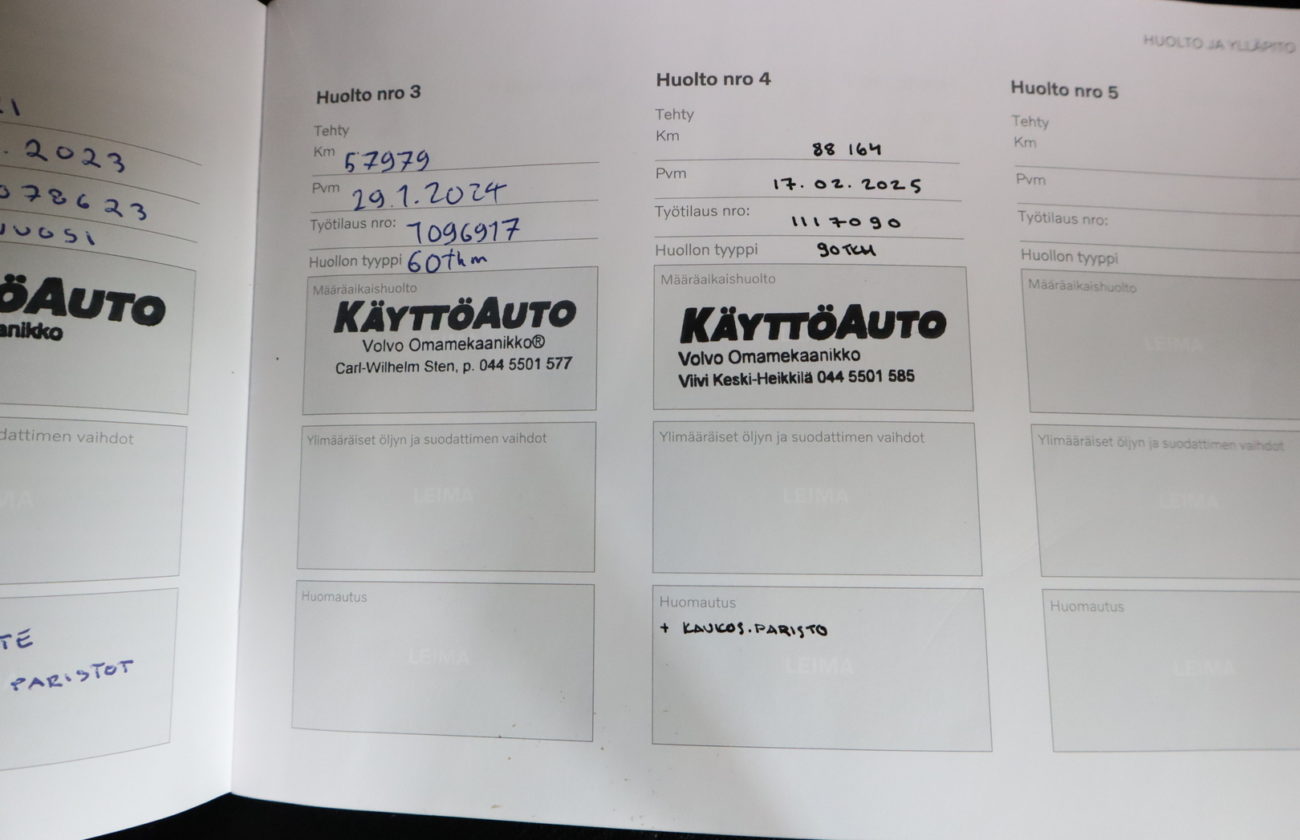 . 2023
078623
VUOSI
ÖAUTO
anikko
dattimen vaihdot
PARISTOT
HUOLTO JA YLLÄPITO
Huolto nro 3
Tehty
Km 57979
Pvm 29.1.2024
Työtilaus nro: 1096917
Huollon tyyppi 60tkm
Määräaikaishuolto
KÄYTTÖAUTO
Volvo Omamekaanikko®
Carl-Wilhelm Sten, p. 044 5501 577
Ylimääräiset öljyn ja suodattimen vaihdot
LEIMA
Huomautus
LEIMA
Huolto nro 4
Tehty
Km 88 164
Pvm 17.02.2025
Työtilaus nro: 1117090
Huollon tyyppi 90TKM
Määräaikaishuolto
KÄYTTÖAUTO
Volvo Omamekaanikko
Viivi Keski-Heikkilä 044 5501 585
Ylimääräiset öljyn ja suodattimen vaihdot
LEIMA
Huomautus
+ KAUKOS.PARISTO
LEIMA
Huolto nro 5
Tehty
Km
Pvm
Työtilaus nro:
Huollon tyyppi
Määräaikaishuolto
LEIMA
Ylimääräiset öljyn ja suodattimen vaihdot
LEIMA
Huomautus
LEIMA